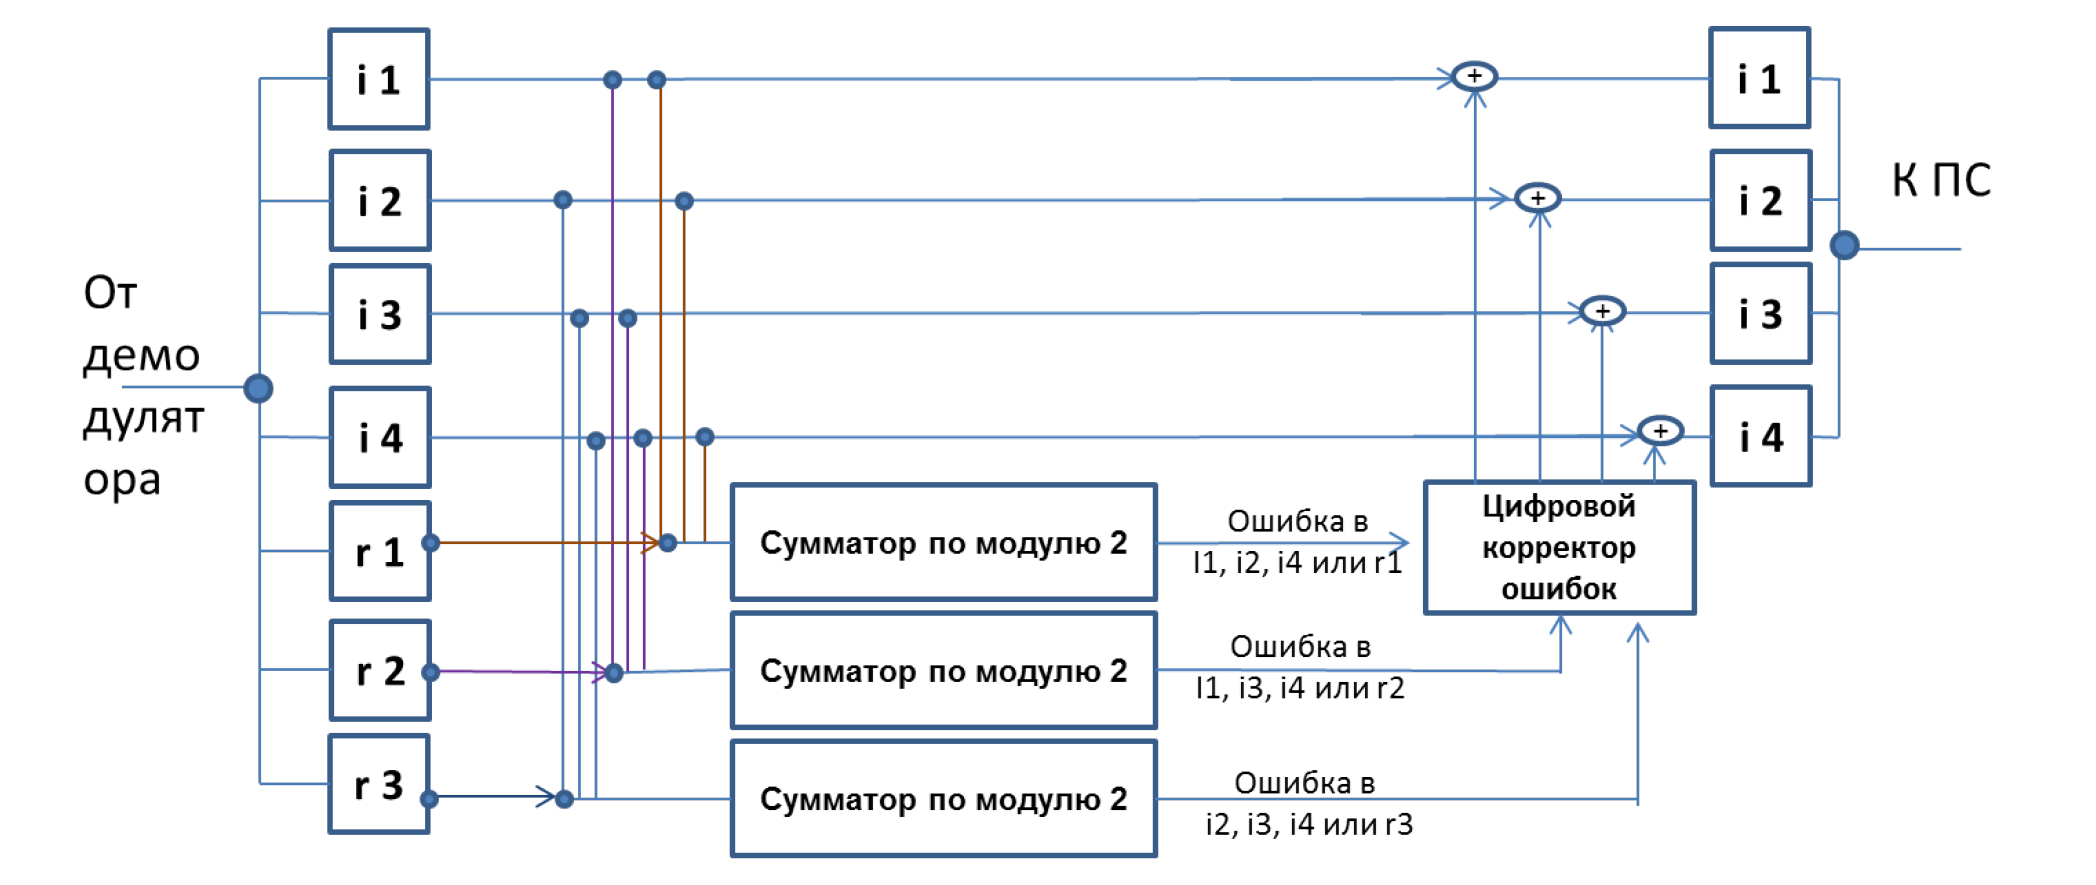 От
демо
дулят
ора
i 1
i 2
i 3
i 4
r 1
r 2
r 3
Сумматор по модулю 2
Сумматор по модулю 2
Сумматор по модулю 2
Ошибка в
I1, i2, i4 или r1
Ошибка в
I1, i3, i4 или r2
Ошибка в
i2, i3, i4 или r3
Цифровой
корректор
ошибок
+
+
+
+
i 1
i 2
i 3
i 4
К ПС